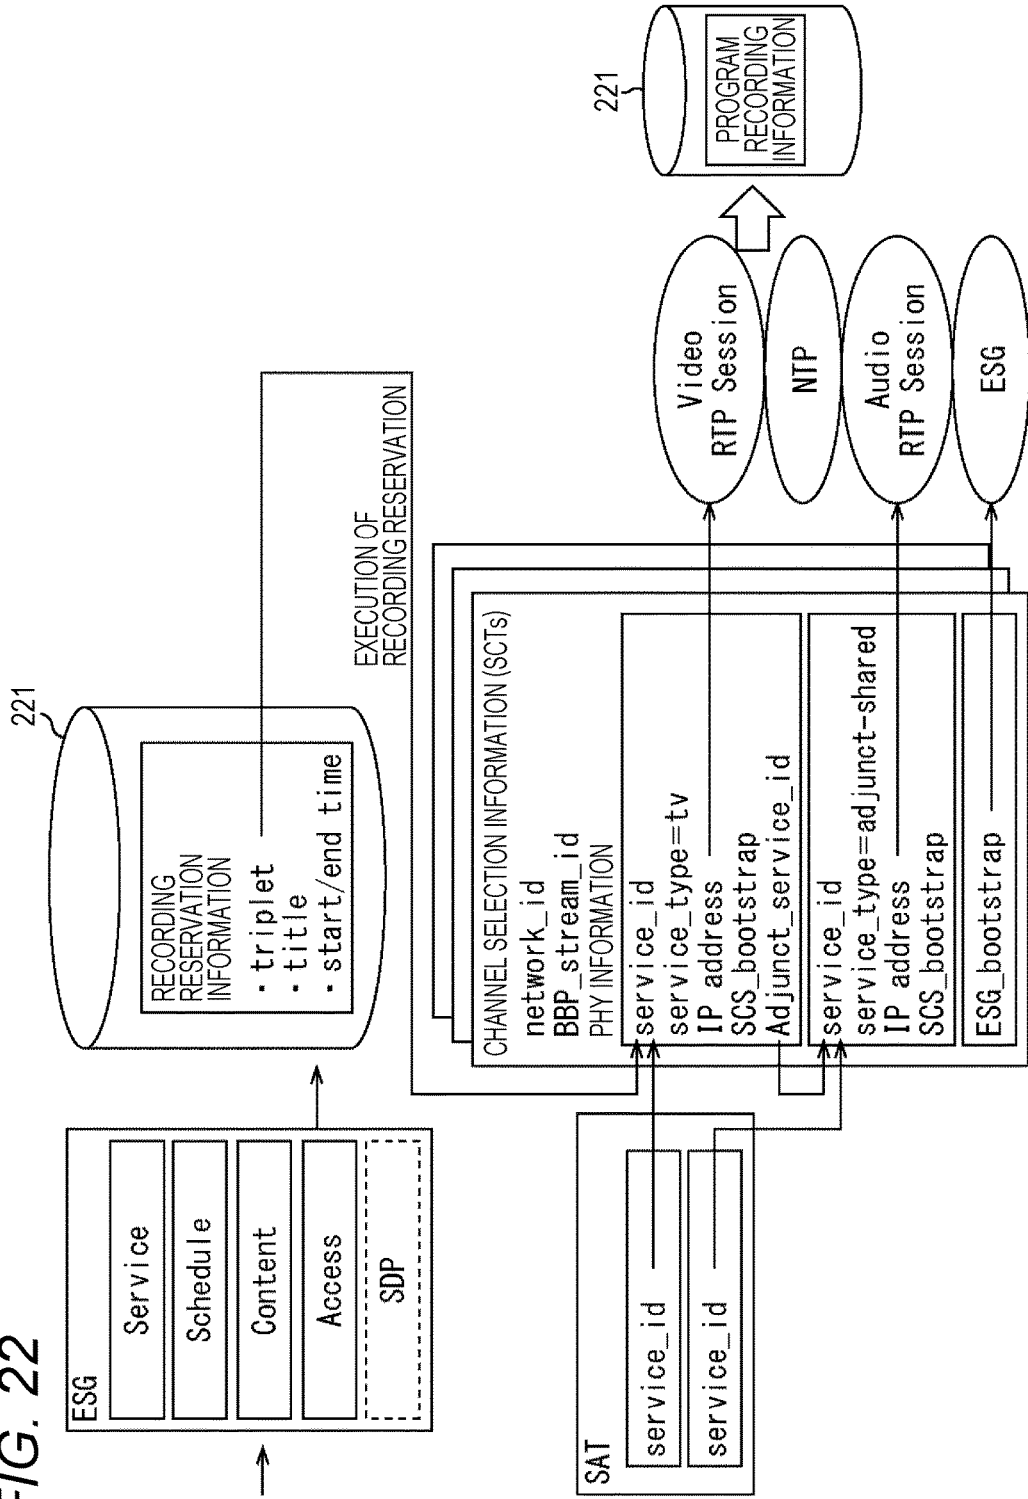 FIG. 22
ESG
Service
Schedule
Content
Access
SDP
221
RECORDING
RESERVATION
INFORMATION
・triplet
・title
・start/end time
EXECUTION OF
RECORDING RESERVATION
SAT
service_id
service_id
CHANNEL SELECTION INFORMATION (SCTs)
network_id
BBP_stream_id
PHY INFORMATION
service_id
service_type=tv
IP address
SCS_bootstrap
Adjunct_service_id
service_id
service_type=adjunct-shared
IP address
SCS_bootstrap
ESG_bootstrap
Video
RTP Session
NTP
Audio
RTP Session
ESG
221
PROGRAM
RECORDING
INFORMATION